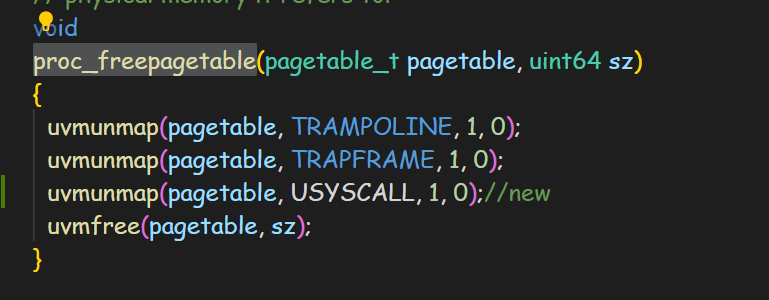 // physical memory it refers to.
void
proc_freepagetable(pagetable_t pagetable, uint64 sz)
{
uvmunmap(pagetable, TRAMPOLINE, 1, 0);
uvmunmap(pagetable, TRAPFRAME, 1, 0);
uvmunmap(pagetable, USYSCALL, 1, 0);//new
uvmfree(pagetable, sz);
}